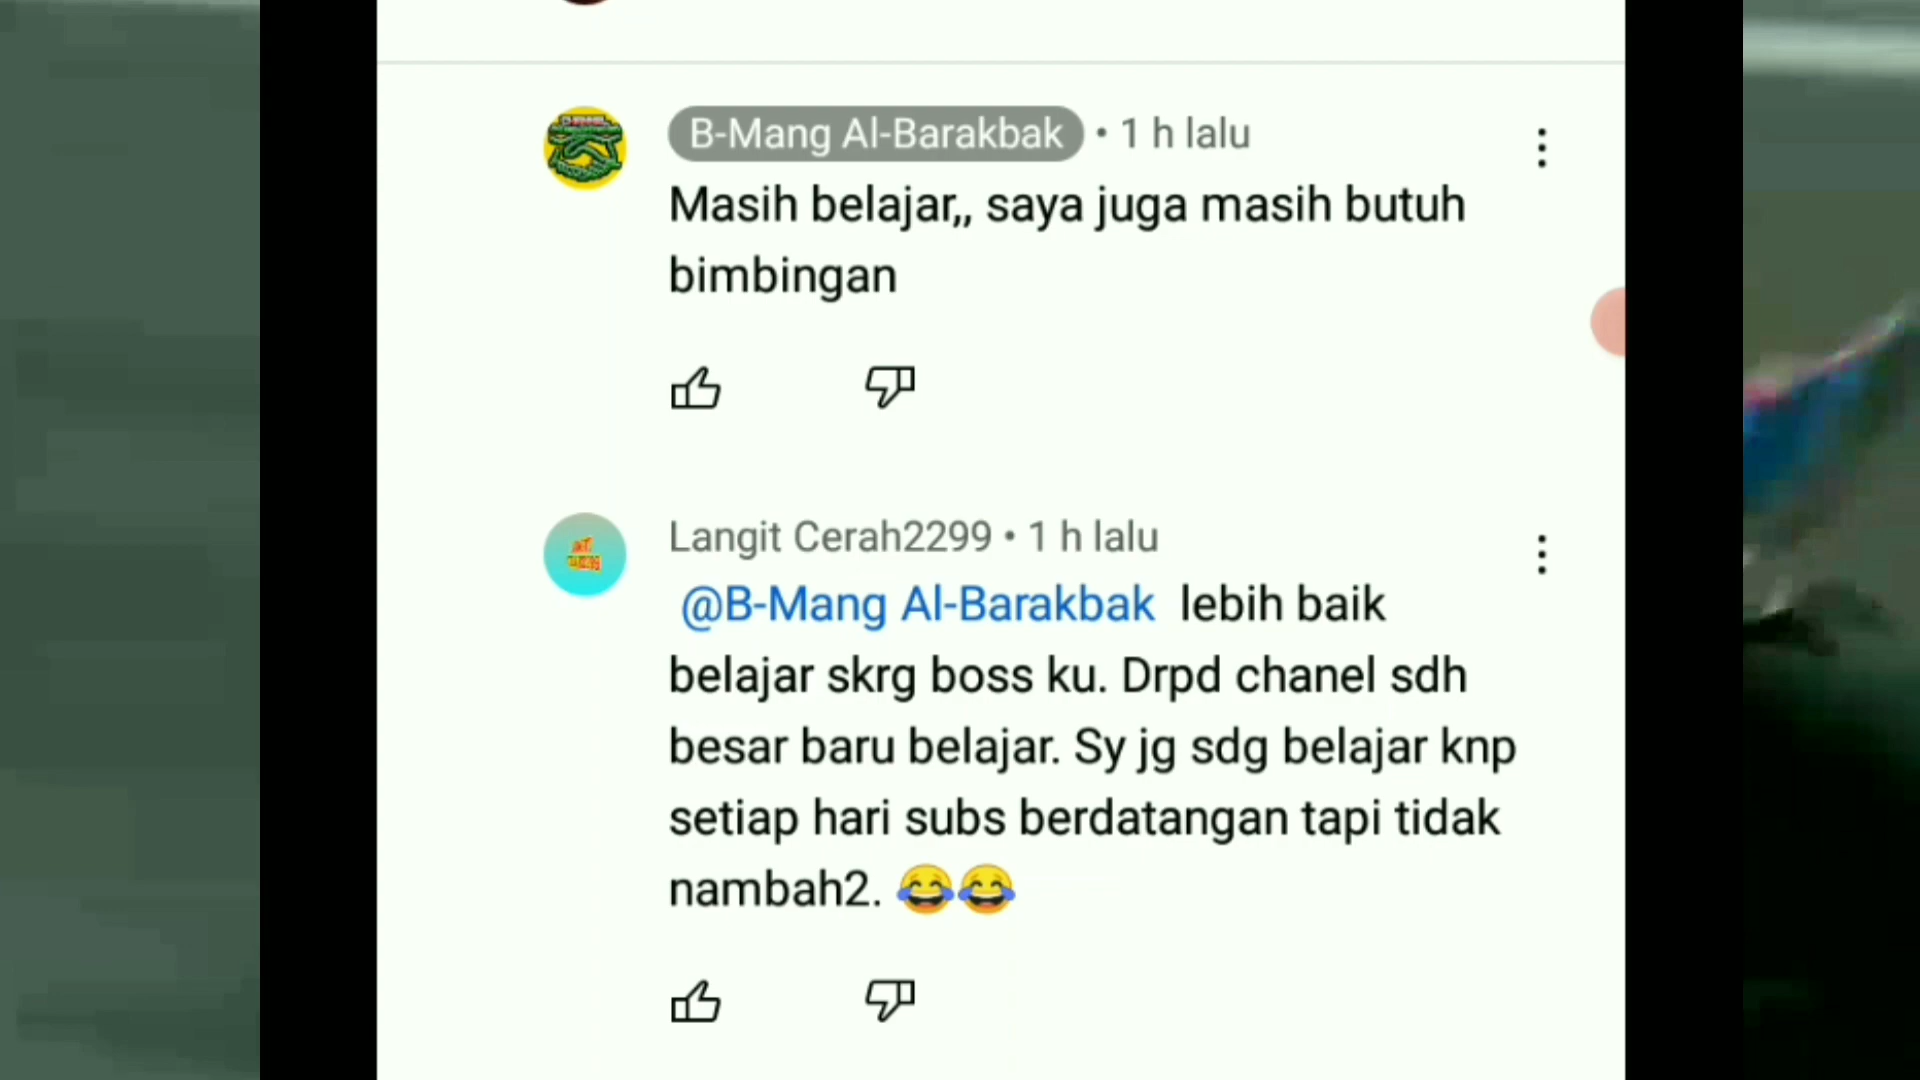 B-Mang Al-Barakbak • 1 h lalu
Masih belajar,, saya juga masih butuh
bimbingan
Langit Cerah2299 • 1 h lalu
@B-Mang Al-Barakbak lebih baik
belajar skrg boss ku. Drpd chanel sdh
besar baru belajar. Sy jg sdg belajar knp
setiap hari subs berdatangan tapi tidak
nambah2. 😂😂